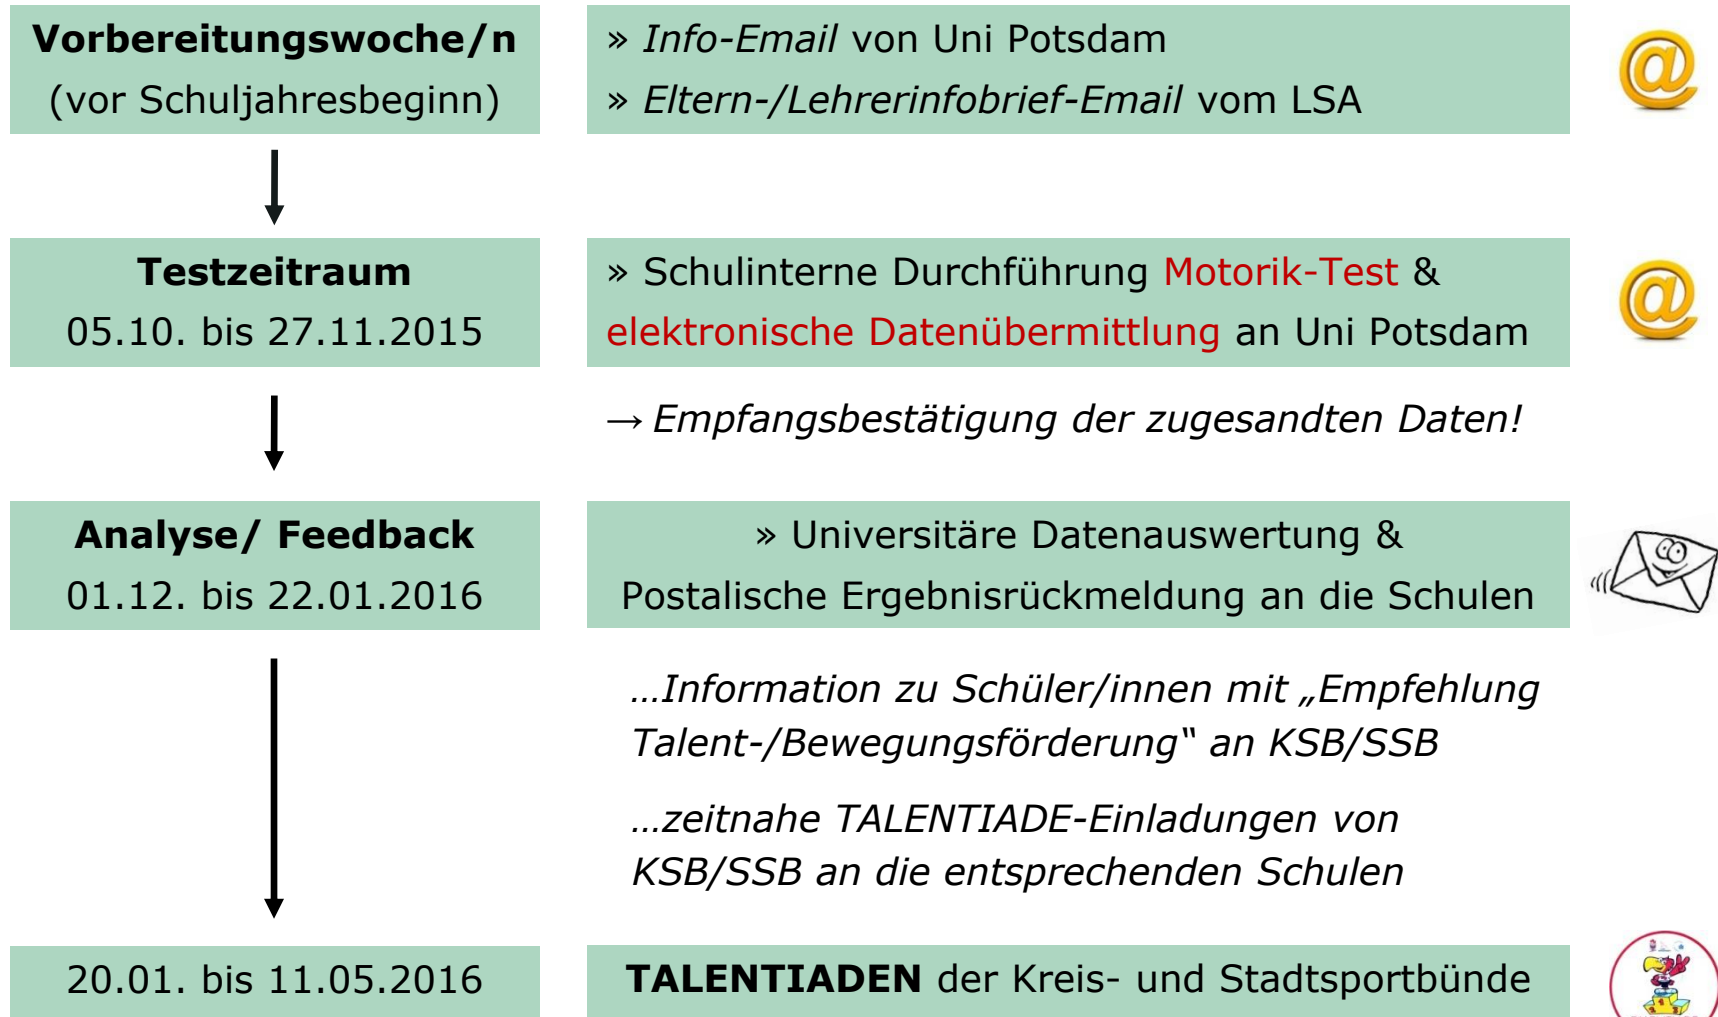 Vorbereitungswoche/n
(vor Schuljahresbeginn)
» Info-Email von Uni Potsdam
» Eltern-/Lehrerinfobrief-Email vom LSA
@
Testzeitraum
05.10. bis 27.11.2015
» Schulinterne Durchführung Motorik-Test &
elektronische Datenübermittlung an Uni Potsdam
@
→ Empfangsbestätigung der zugesandten Daten!
Analyse/ Feedback
01.12. bis 22.01.2016
» Universitäre Datenauswertung &
Postalische Ergebnisrückmeldung an die Schulen
…Information zu Schüler/innen mit „Empfehlung
Talent-/Bewegungsförderung“ an KSB/SSB
…zeitnahe TALENTIADE-Einladungen von
KSB/SSB an die entsprechenden Schulen
20.01. bis 11.05.2016
TALENTIADEN der Kreis- und Stadtsportbünde